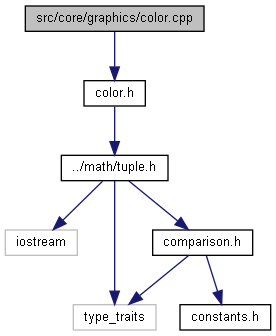 src/core/graphics/color.cpp
color.h
../math/tuple.h
iostream
comparison.h
type_traits
constants.h